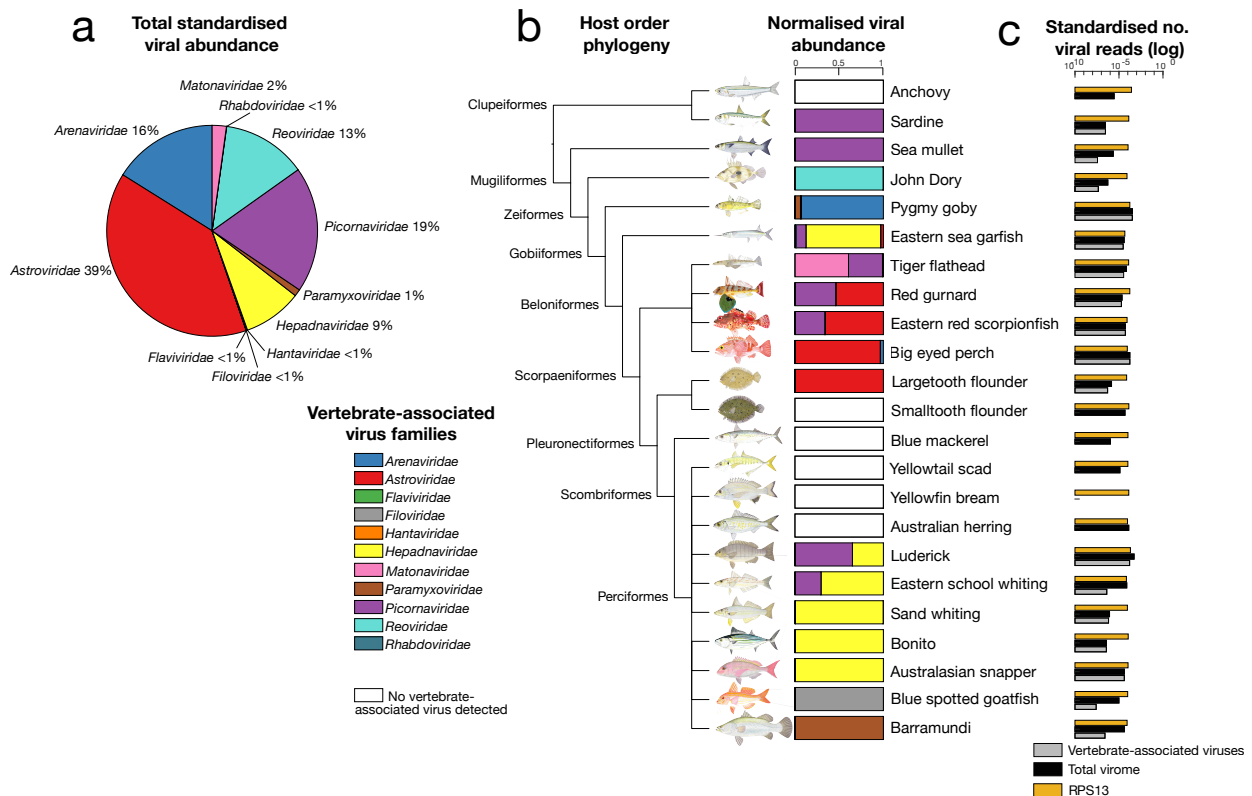 a
Total standardised
viral abundance
Matonaviridae 2%
Rhabdoviridae <1%
Reoviridae 13%
Arenaviridae 16%
Picornaviridae 19%
Astroviridae 39%
Paramyxoviridae 1%
Hepadnaviridae 9%
Hantaviridae <1%
Flaviviridae <1%
Filoviridae <1%
Vertebrate-associated
virus families
Arenaviridae
Astroviridae
Flaviviridae
Filoviridae
Hantaviridae
Hepadnaviridae
Matonaviridae
Paramyxoviridae
Picornaviridae
Reoviridae
Rhabdoviridae
No vertebrate-
associated virus detected
b
Host order
phylogeny
Clupeiformes
Mugiliformes
Zeiformes
Gobiiformes
Beloniformes
Scorpaeniformes
Pleuronectiformes
Scombriformes
Perciformes
Normalised viral
abundance
0 0.5 1
Anchovy
Sardine
Sea mullet
John Dory
Pygmy goby
Eastern sea garfish
Tiger flathead
Red gurnard
Eastern red scorpionfish
Big eyed perch
Largetooth flounder
Smalltooth flounder
Blue mackerel
Yellowtail scad
Yellowfin bream
Australian herring
Luderick
Eastern school whiting
Sand whiting
Bonito
Australasian snapper
Blue spotted goatfish
Barramundi
c
Standardised no.
viral reads (log)
10^10 10^-5 10^0
Vertebrate-associated viruses
Total virome
RPS13